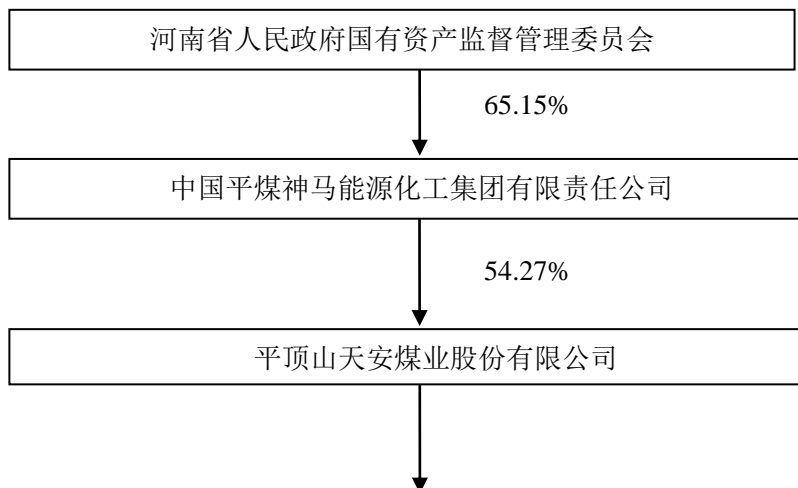 河南省人民政府国有资产监督管理委员会
65.15%
中国平煤神马能源化工集团有限责任公司
54.27%
平顶山天安煤业股份有限公司